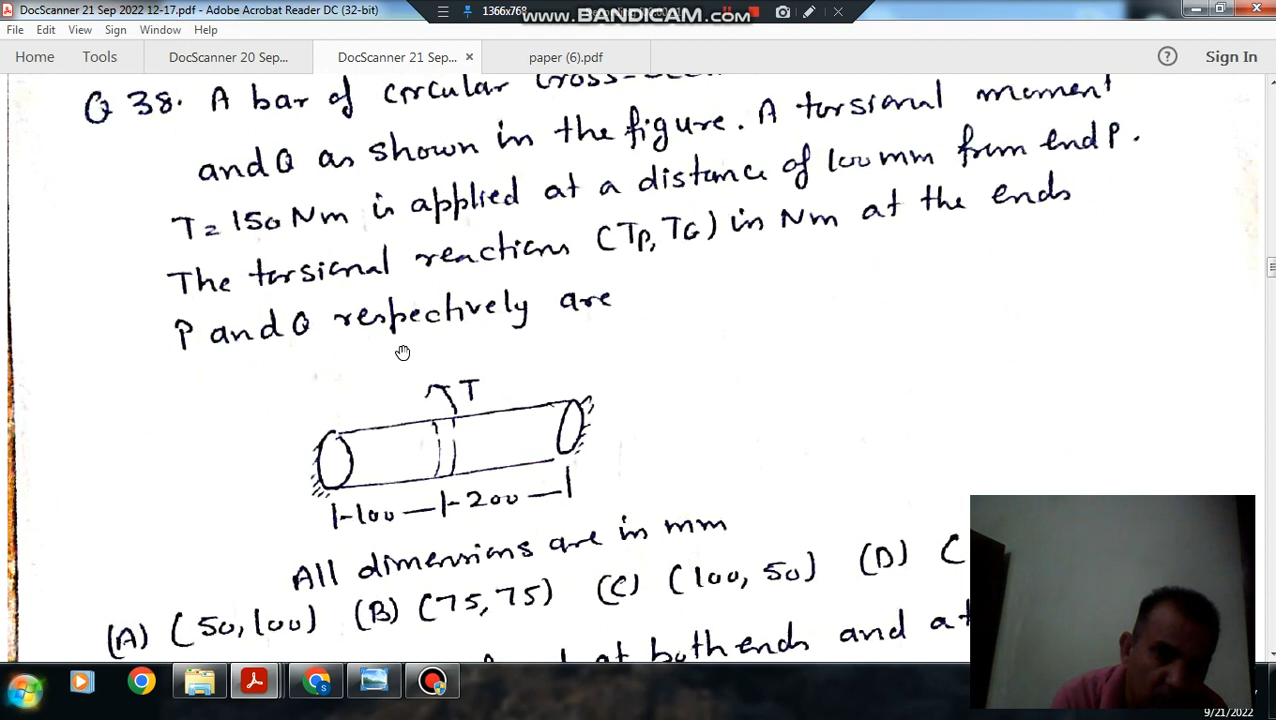 DocScanner 21 Sep 2022 12-17.pdf - Adobe Acrobat Reader DC (32-bit)
1366x768
www.BANDICAM.com
File Edit View Sign Window Help
Home Tools DocScanner 20 Sep... DocScanner 21 Sep... × paper (6).pdf ? Sign In
Q 38. A bar of circular cross-
and Q as shown in the figure. A torsional moment
T = 150 Nm is applied at a distance of 100 mm from end P.
The torsional reactions (TP, TQ) in Nm at the ends
P and Q respectively are
T
100 200
All dimensions are in mm
(A) (50,100) (B) (75,75) (C) (100, 50) (D) (
at both ends and at
9/21/2022